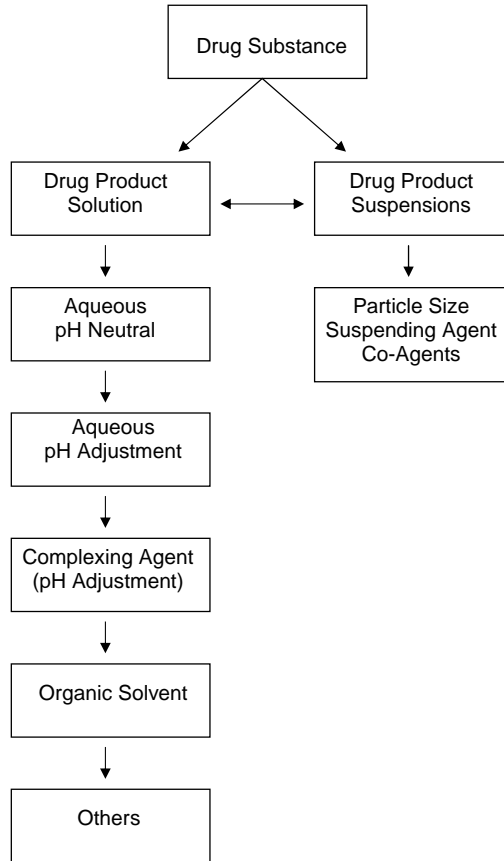 Drug Substance
Drug Product
Solution
Drug Product
Suspensions
Aqueous
pH Neutral
Particle Size
Suspending Agent
Co-Agents
Aqueous
pH Adjustment
Complexing Agent
(pH Adjustment)
Organic Solvent
Others